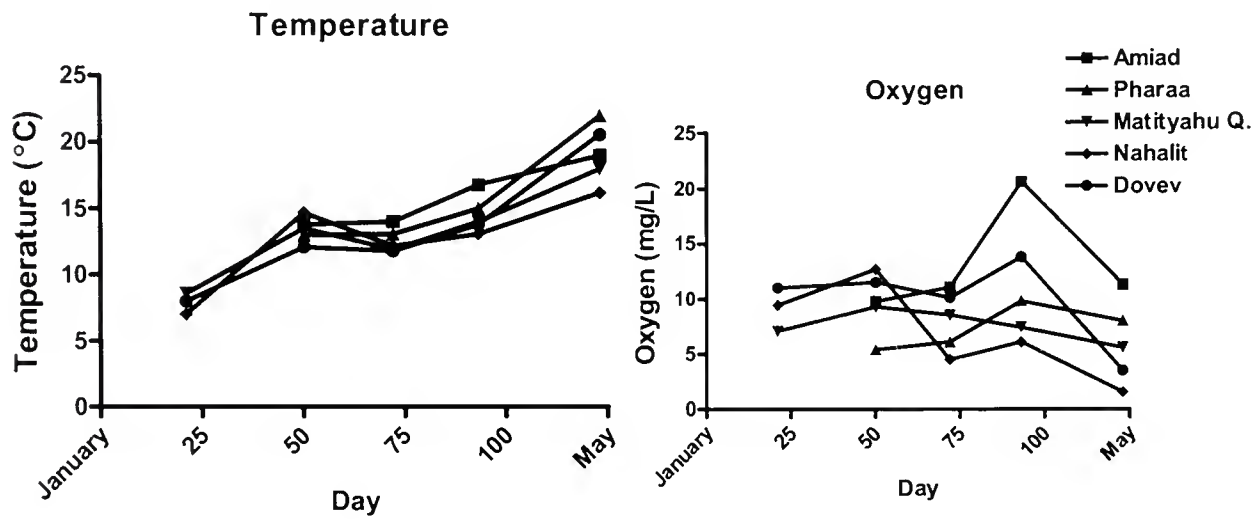 Temperature
25
20
15
10
5
0
Temperature (°C)
January
25
50
75
100
May
Day
Oxygen
25
20
15
10
5
0
Oxygen (mg/L)
January
25
50
75
100
May
Day
Amiad
Pharaa
Matityahu Q.
Nahalit
Dovev